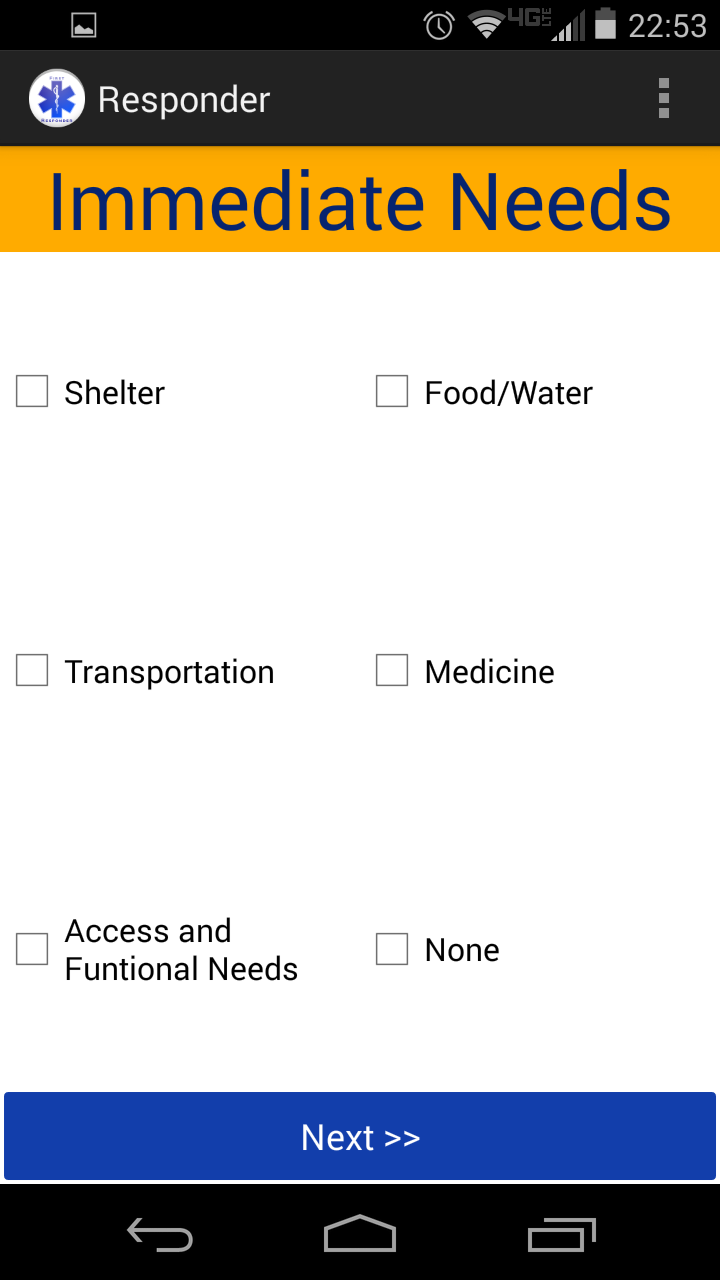 4G LTE 22:53
FIRST
RESPONDER
Responder
Immediate Needs
Shelter Food/Water
Transportation Medicine
Access and
Funtional Needs
None
Next >>